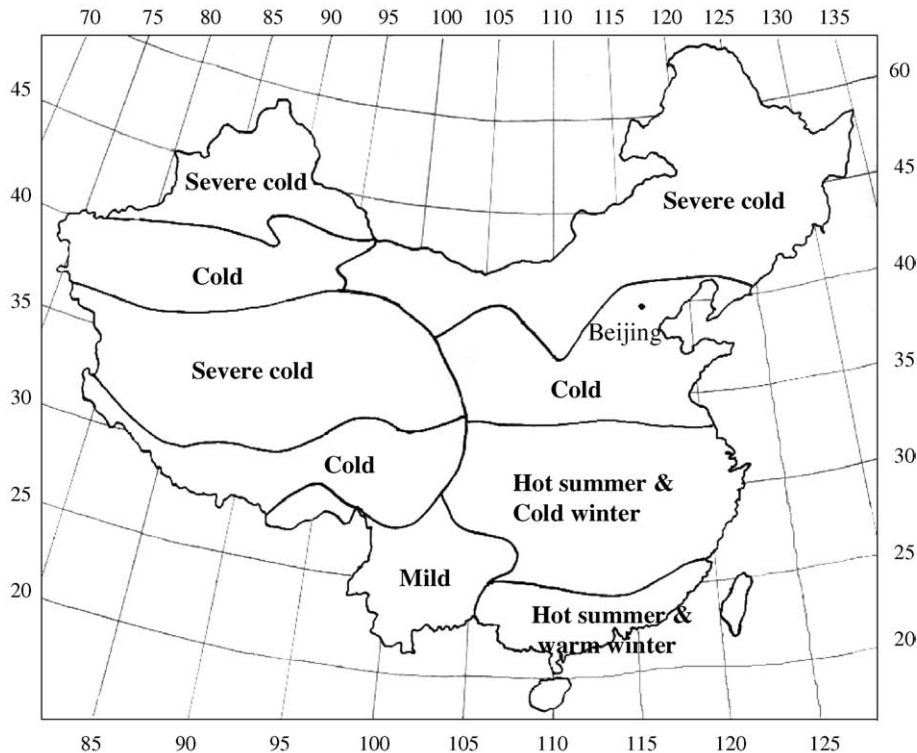 70 75 80 85 90 95 100 105 110 115 120 125 130 135
45
60
Severe cold
45
40
Severe cold
Cold
40
35
Beijing
Severe cold
Cold
35
30
Cold
30
Hot summer &
Cold winter
25
25
Mild
20
Hot summer &
warm winter
20
85 90 95 100 105 110 115 120 125